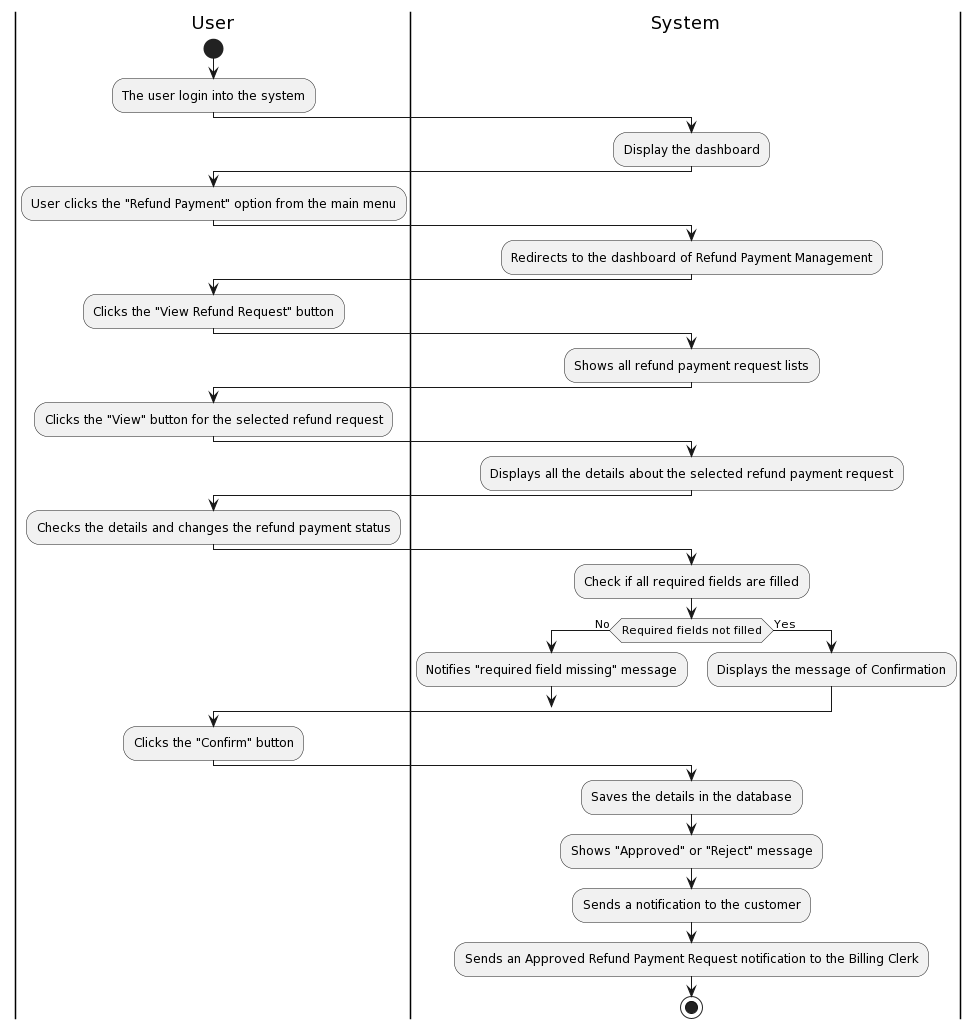 User
System
The user login into the system
Display the dashboard
User clicks the "Refund Payment" option from the main menu
Redirects to the dashboard of Refund Payment Management
Clicks the "View Refund Request" button
Shows all refund payment request lists
Clicks the "View" button for the selected refund request
Displays all the details about the selected refund payment request
Checks the details and changes the refund payment status
Check if all required fields are filled
No
Required fields not filled
Yes
Notifies "required field missing" message
Displays the message of Confirmation
Clicks the "Confirm" button
Saves the details in the database
Shows "Approved" or "Reject" message
Sends a notification to the customer
Sends an Approved Refund Payment Request notification to the Billing Clerk